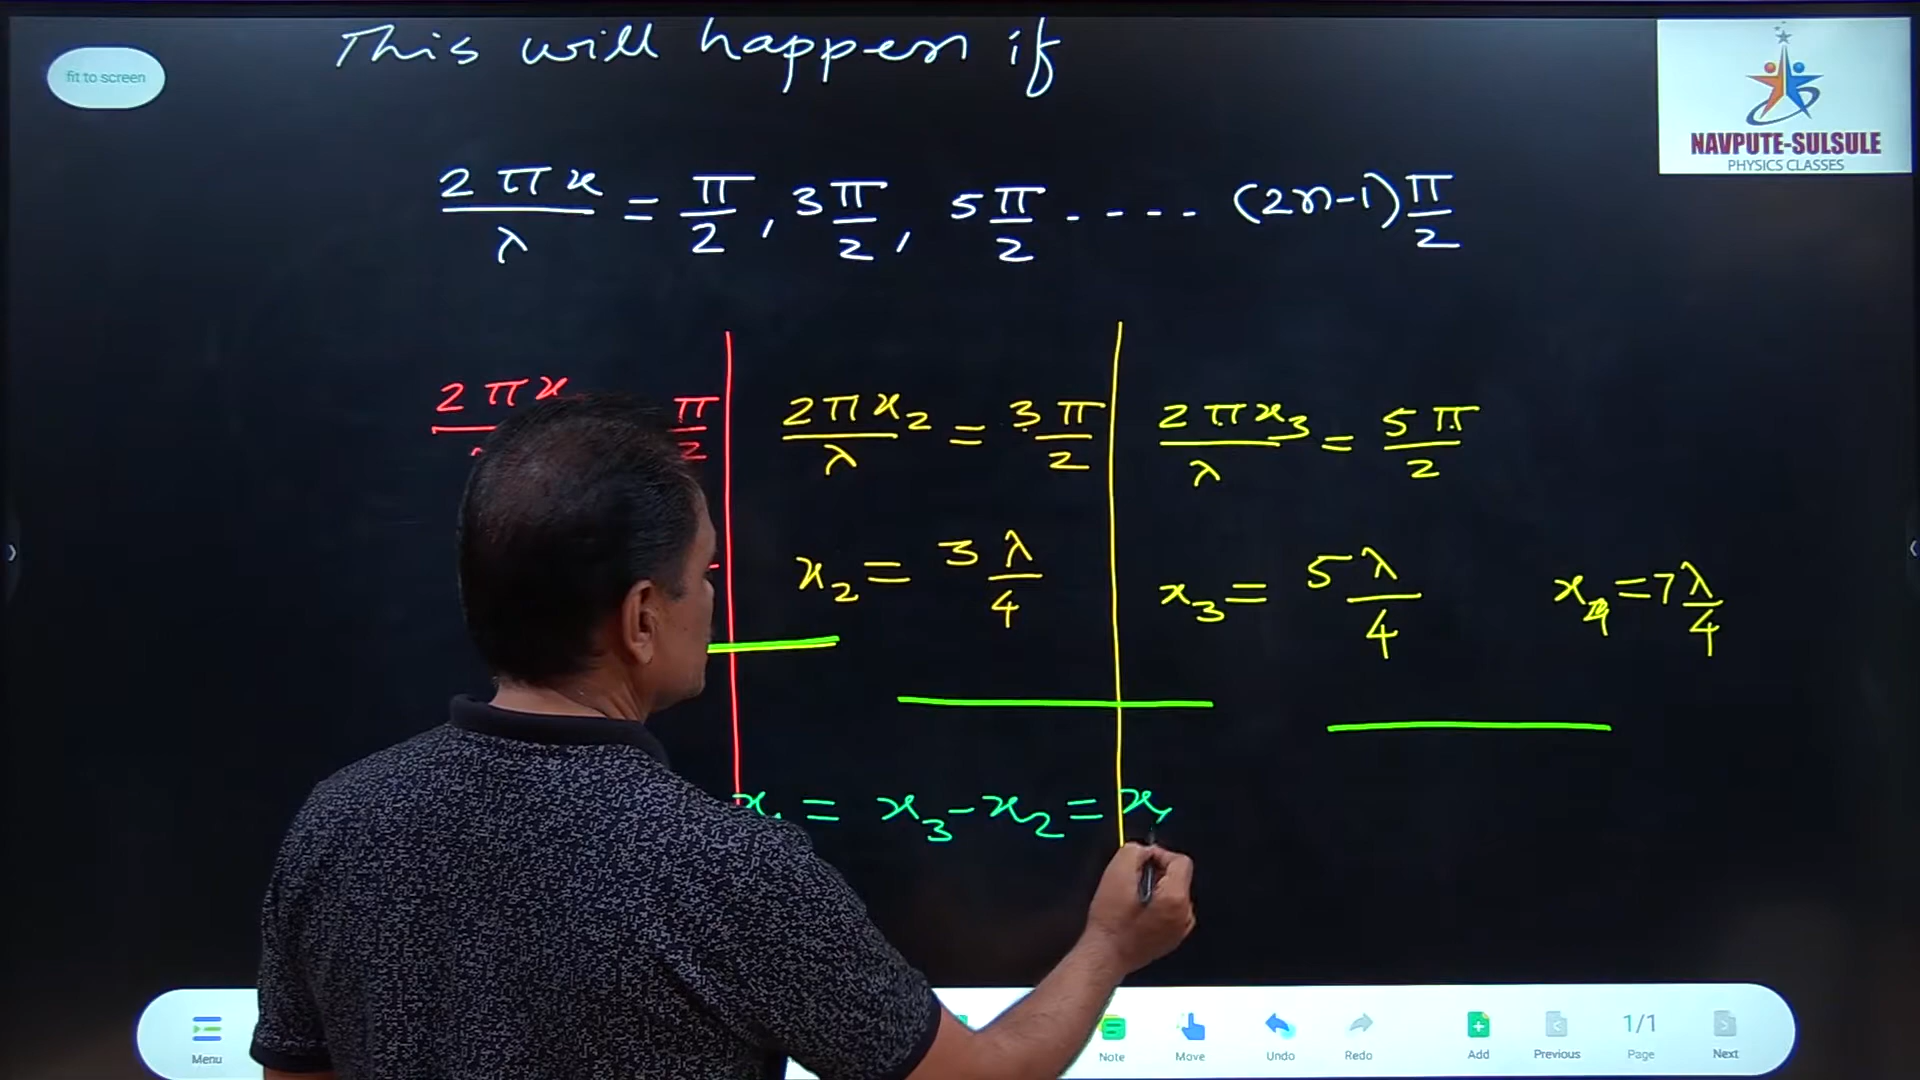 This will happen if
fit to screen
NAVPUTE-SULSULE
PHYSICS CLASSES
2πx/λ = π/2, 3π/2, 5π/2 ---- (2n-1)π/2
2πx π/2
2πx₂/λ = 3π/2
2πx₃/λ = 5π/2
x₂ = 3λ/4
x₃ = 5λ/4
x₄ = 7λ/4
x₁ = x₃-x₂ = x
Menu
Note
Move
Undo
Redo
Add
Previous
1/1
Page
Next